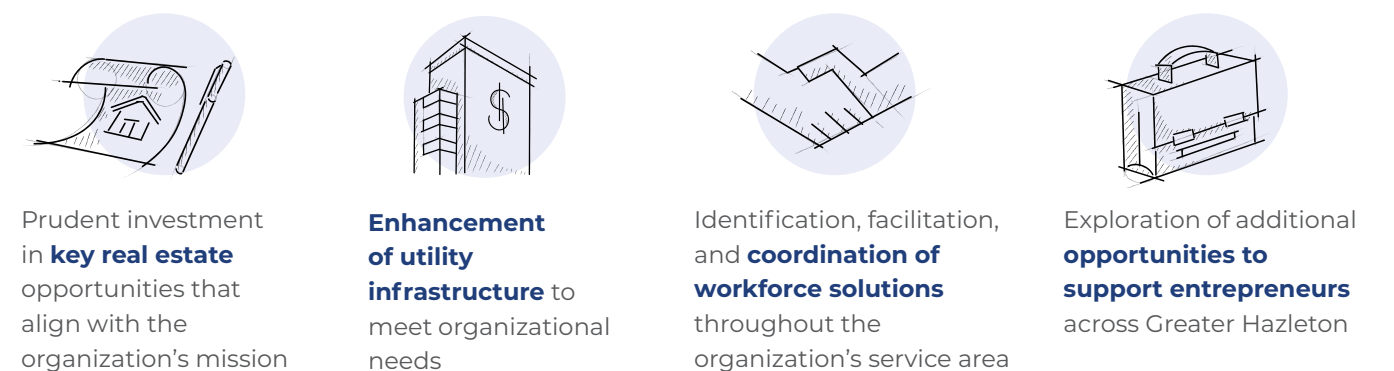 $
Prudent investment
in key real estate
opportunities that
align with the
organization's mission
Enhancement
of utility
infrastructure to
meet organizational
needs
Identification, facilitation,
and coordination of
workforce solutions
throughout the
organization's service area
Exploration of additional
opportunities to
support entrepreneurs
across Greater Hazleton